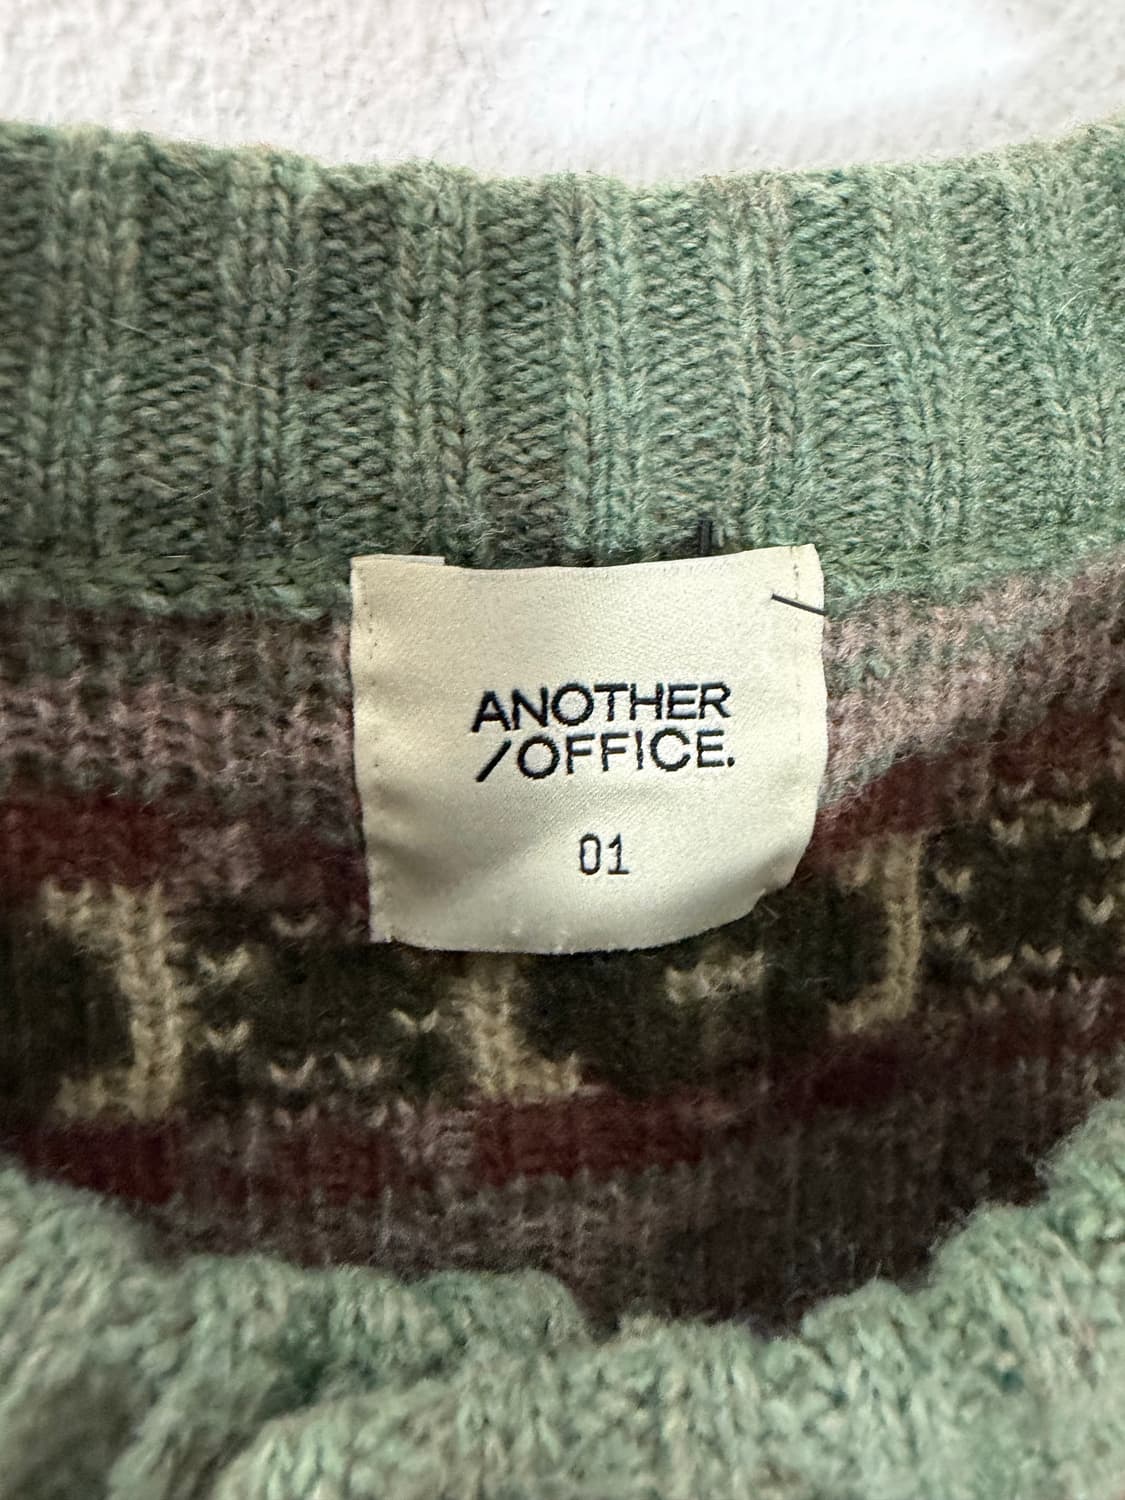 ANOTHER
/OFFICE.
01